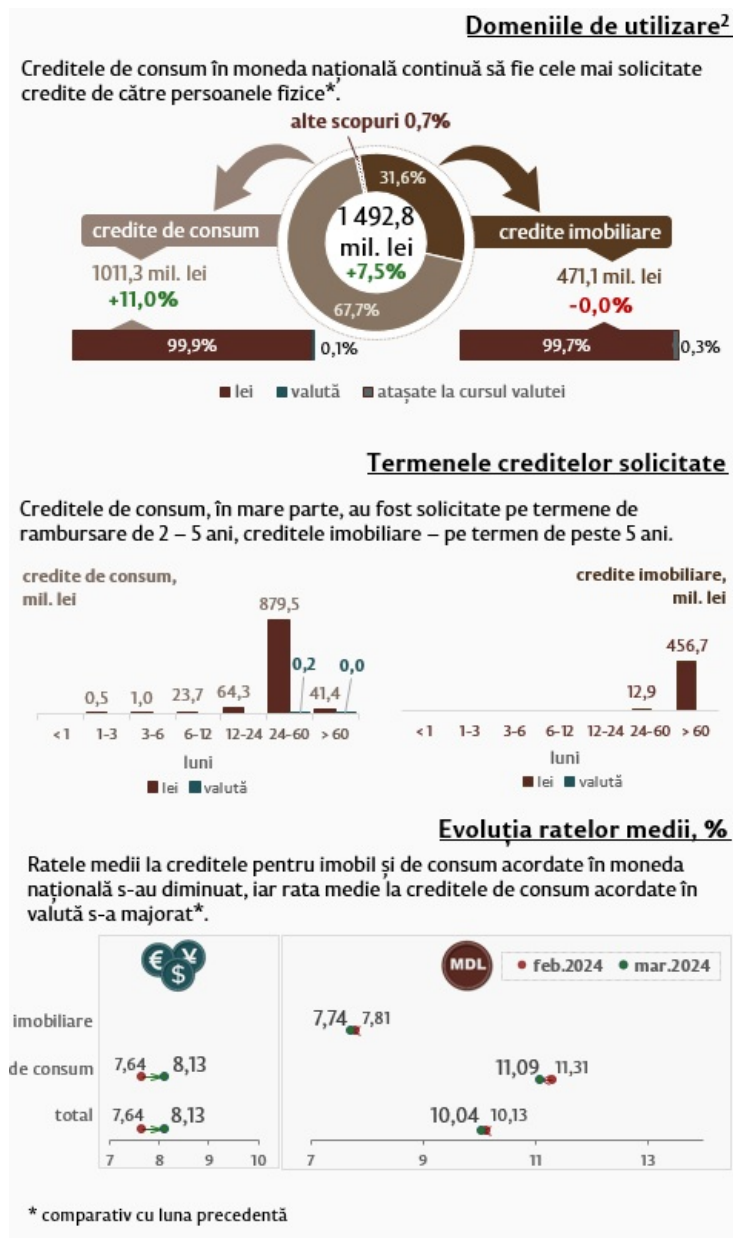 Domeniile de utilizare²
Creditele de consum în moneda națională continuă să fie cele mai solicitate
credite de către persoanele fizice*.
alte scopuri 0,7%
31,6%
1 492,8
mil. lei
+7,5%
67,7%
credite de consum
1011,3 mil. lei
+11,0%
99,9%
0,1%
credite imobiliare
471,1 mil. lei
-0,0%
99,7%
0,3%
lei valută atașate la cursul valutei
Termenele creditelor solicitate
Creditele de consum, în mare parte, au fost solicitate pe termene de
rambursare de 2 – 5 ani, creditele imobiliare – pe termen de peste 5 ani.
credite de consum,
mil. lei
879,5
0,2 0,0
0,5 1,0 23,7 64,3 41,4
< 1 1-3 3-6 6-12 12-24 24-60 > 60
luni
lei valută
credite imobiliare,
mil. lei
456,7
12,9
< 1 1-3 3-6 6-12 12-24 24-60 > 60
luni
lei valută
Evoluția ratelor medii, %
Ratele medii la creditele pentru imobil și de consum acordate în moneda
națională s-au diminuat, iar rata medie la creditele de consum acordate în
valută s-a majorat*.
€ ¥ $
MDL
feb.2024 mar.2024
imobiliare
7,74 7,81
de consum
7,64 8,13
11,09 11,31
total
7,64 8,13
10,04 10,13
7 8 9 10
7 9 11 13
* comparativ cu luna precedentă